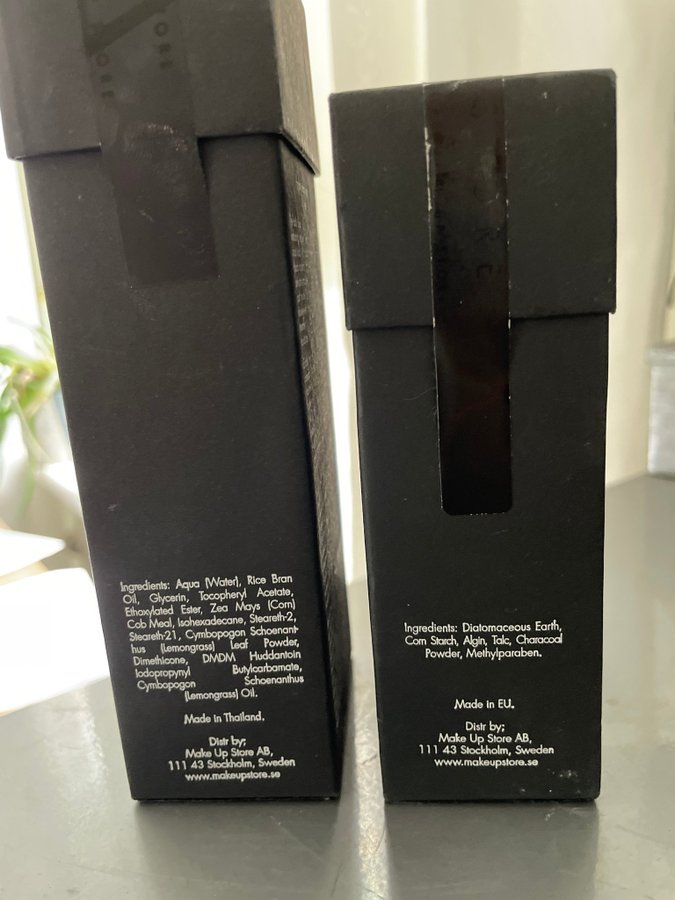 Ingredients: Aqua (Water), Rice Bran
Oil, Glycerin, Tocopheryl Acetate,
Ethoxylated Ester, Zea Mays (Corn)
Cob Meal, Isohexadecane, Steareth-2,
Steareth-21, Cymbopogon Schoenant-
hus (Lemongrass) Leaf Powder,
Dimethicone, DMDM Huddantoin
Iodopropynyl Butylcarbamate,
Cymbopogon Schoenanthus
(Lemongrass) Oil.
Made in Thailand.
Distr by;
Make Up Store AB,
111 43 Stockholm, Sweden
www.makeupstore.se
Ingredients: Diatomaceous Earth,
Corn Starch, Algin, Talc, Characoal
Powder, Methylparaben.
Made in EU.
Distr by;
Make Up Store AB,
111 43 Stockholm, Sweden
www.makeupstore.se